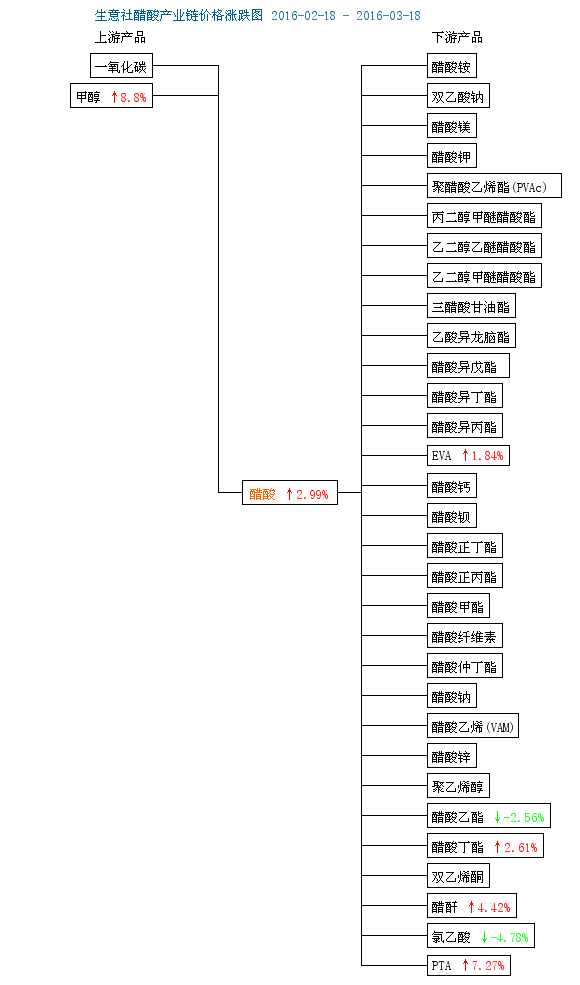 生意社醋酸产业链价格涨跌图 2016-02-18 - 2016-03-18
上游产品
下游产品
一氧化碳
甲醇 ↑8.8%
醋酸 ↑2.99%
醋酸铵
双乙酸钠
醋酸镁
醋酸钾
聚醋酸乙烯酯(PVAc)
丙二醇甲醚醋酸酯
乙二醇乙醚醋酸酯
乙二醇甲醚醋酸酯
三醋酸甘油酯
乙酸异龙脑酯
醋酸异戊酯
醋酸异丁酯
醋酸异丙酯
EVA ↑1.84%
醋酸钙
醋酸钡
醋酸正丁酯
醋酸正丙酯
醋酸甲酯
醋酸纤维素
醋酸仲丁酯
醋酸钠
醋酸乙烯(VAM)
醋酸锌
聚乙烯醇
醋酸乙酯 ↓-2.56%
醋酸丁酯 ↑2.61%
双乙烯酮
醋酐 ↑4.42%
氯乙酸 ↓-4.78%
PTA ↑7.27%